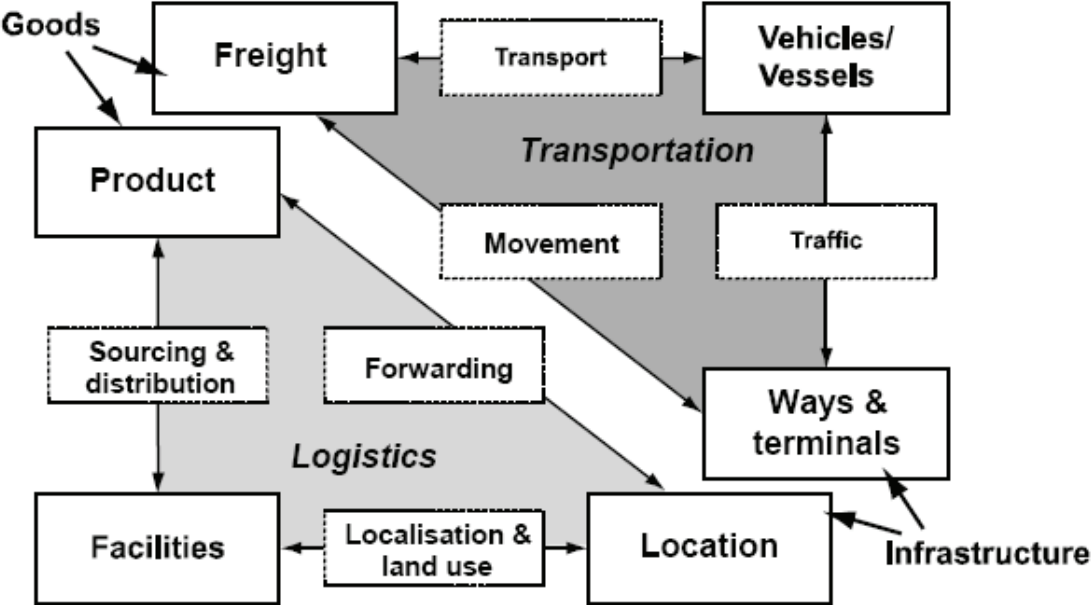 Goods
Freight
Transport
Vehicles/
Vessels
Transportation
Product
Movement
Traffic
Sourcing &
distribution
Forwarding
Ways &
terminals
Logistics
Facilities
Localisation &
land use
Location
Infrastructure